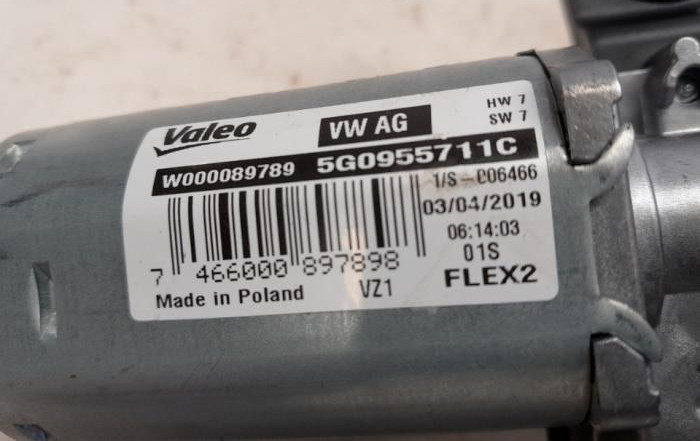 Valeo VW AG HW 7
SW 7
W000089789 5G0955711C
1/S - 06466
03/04/2019
06:14:03
01S
7 466000 897898
Made in Poland VZ1 FLEX2